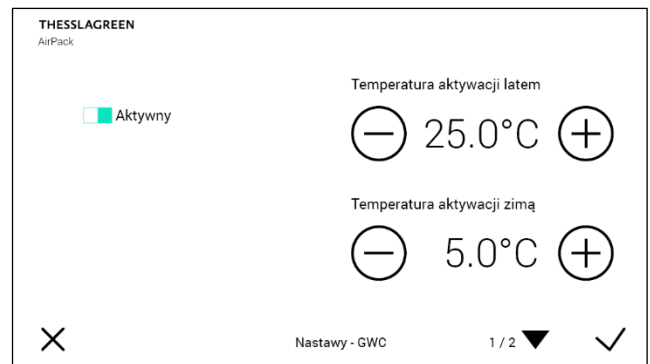 THESSLAGREEN
AirPack
Temperatura aktywacji latem
Aktywny
25.0°C
Temperatura aktywacji zimą
5.0°C
Nastawy - GWC
1 / 2